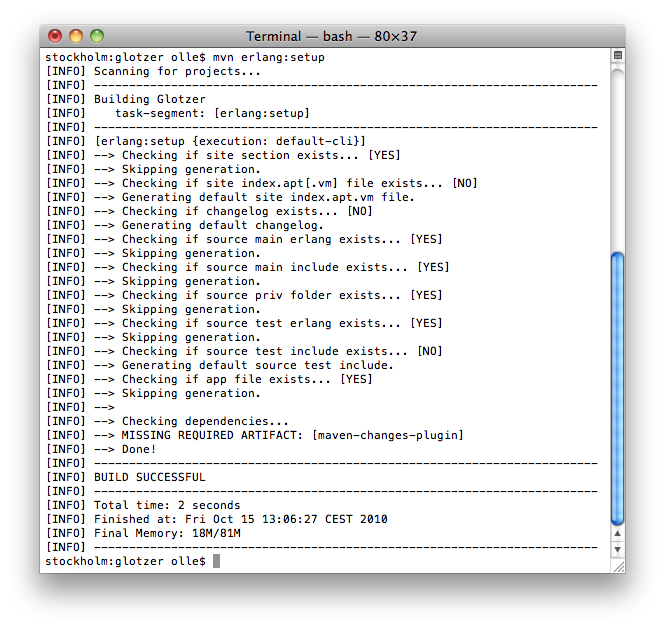 Terminal — bash — 80×37
stockholm:glotzer olle$ mvn erlang:setup
[INFO] Scanning for projects...
[INFO] ------------------------------------------------------------------------
[INFO] Building Glotzer
[INFO]    task-segment: [erlang:setup]
[INFO] ------------------------------------------------------------------------
[INFO] [erlang:setup {execution: default-cli}]
[INFO] --> Checking if site section exists... [YES]
[INFO] --> Skipping generation.
[INFO] --> Checking if site index.apt[.vm] file exists... [NO]
[INFO] --> Generating default site index.apt.vm file.
[INFO] --> Checking if changelog exists... [NO]
[INFO] --> Generating default changelog.
[INFO] --> Checking if source main erlang exists... [YES]
[INFO] --> Skipping generation.
[INFO] --> Checking if source main include exists... [YES]
[INFO] --> Skipping generation.
[INFO] --> Checking if source priv folder exists... [YES]
[INFO] --> Skipping generation.
[INFO] --> Checking if source test erlang exists... [YES]
[INFO] --> Skipping generation.
[INFO] --> Checking if source test include exists... [NO]
[INFO] --> Generating default source test include.
[INFO] --> Checking if app file exists... [YES]
[INFO] --> Skipping generation.
[INFO] -->
[INFO] --> Checking dependencies...
[INFO] --> MISSING REQUIRED ARTIFACT: [maven-changes-plugin]
[INFO] --> Done!
[INFO] ------------------------------------------------------------------------
[INFO] BUILD SUCCESSFUL
[INFO] ------------------------------------------------------------------------
[INFO] Total time: 2 seconds
[INFO] Finished at: Fri Oct 15 13:06:27 CEST 2010
[INFO] Final Memory: 18M/81M
[INFO] ------------------------------------------------------------------------
stockholm:glotzer olle$